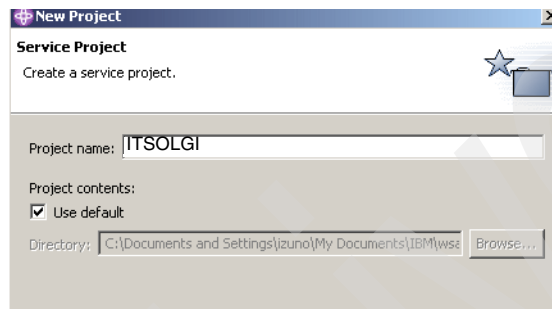 New Project
Service Project
Create a service project.
Project name: ITSOLGI
Project contents:
Use default
Directory: C:\Documents and Settings\izuno\My Documents\IBM\wsa Browse...